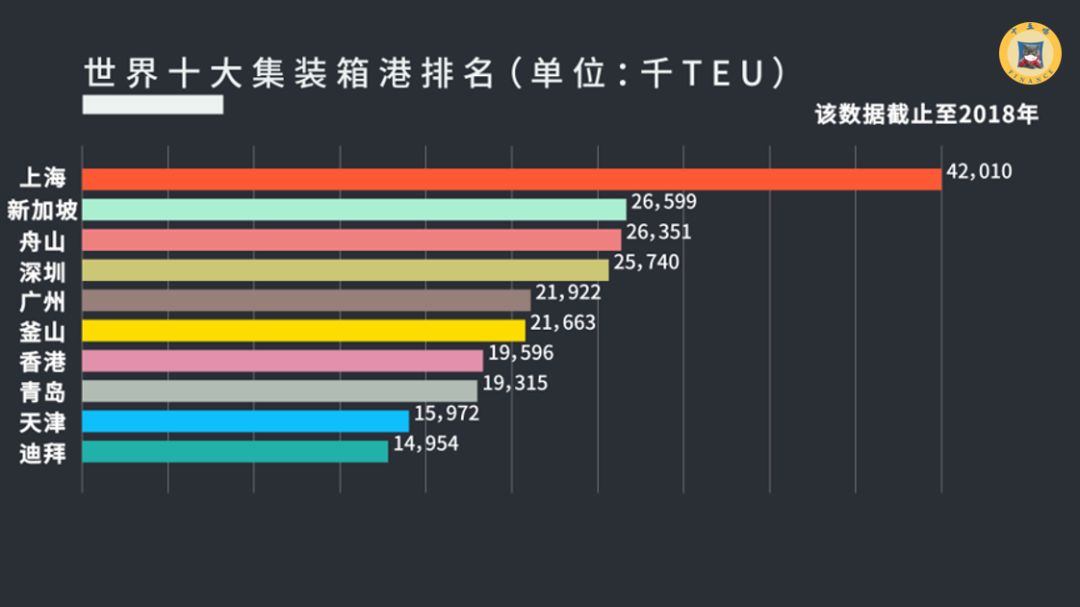 世界十大集装箱港排名(单位:千TEU)
该数据截止至2018年
上海 42,010
新加坡 26,599
舟山 26,351
深圳 25,740
广州 21,922
釜山 21,663
香港 19,596
青岛 19,315
天津 15,972
迪拜 14,954
FINANCE